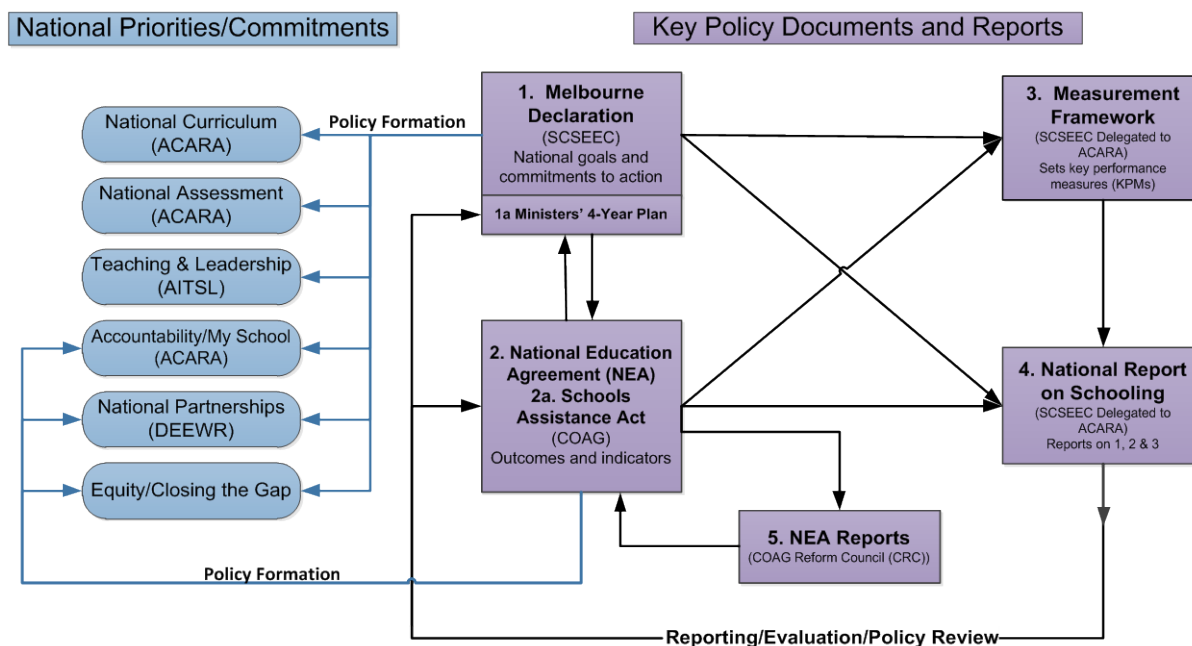 National Priorities/Commitments
Key Policy Documents and Reports
National Curriculum
(ACARA)
National Assessment
(ACARA)
Teaching & Leadership
(AITSL)
Accountability/My School
(ACARA)
National Partnerships
(DEEWR)
Equity/Closing the Gap
Policy Formation
1. Melbourne
Declaration
(SCSEEC)
National goals and
commitments to action
1a Ministers' 4-Year Plan
2. National Education
Agreement (NEA)
2a. Schools
Assistance Act
(COAG)
Outcomes and indicators
3. Measurement
Framework
(SCSEEC Delegated to
ACARA)
Sets key performance
measures (KPMs)
4. National Report
on Schooling
(SCSEEC Delegated to
ACARA)
Reports on 1, 2 & 3
5. NEA Reports
(COAG Reform Council (CRC))
Policy Formation
Reporting/Evaluation/Policy Review